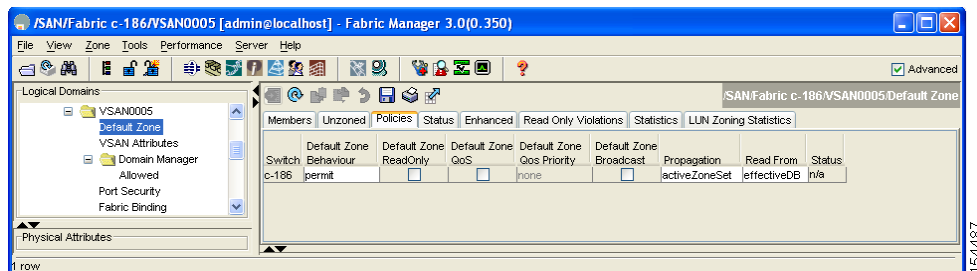 /SAN/Fabric c-186/VSAN0005 [admin@localhost] - Fabric Manager 3.0(0.350)
File View Zone Tools Performance Server Help
Advanced
Logical Domains
/SAN/Fabric c-186/VSAN0005/Default Zone
VSAN0005
Default Zone
VSAN Attributes
Domain Manager
Allowed
Port Security
Fabric Binding
Physical Attributes
Members Unzoned Policies Status Enhanced Read Only Violations Statistics LUN Zoning Statistics
Default Zone Default Zone Default Zone Default Zone Default Zone
Switch Behaviour ReadOnly QoS Qos Priority Broadcast Propagation Read From Status
c-186 permit none activeZoneSet effectiveDB n/a
1 row
154487